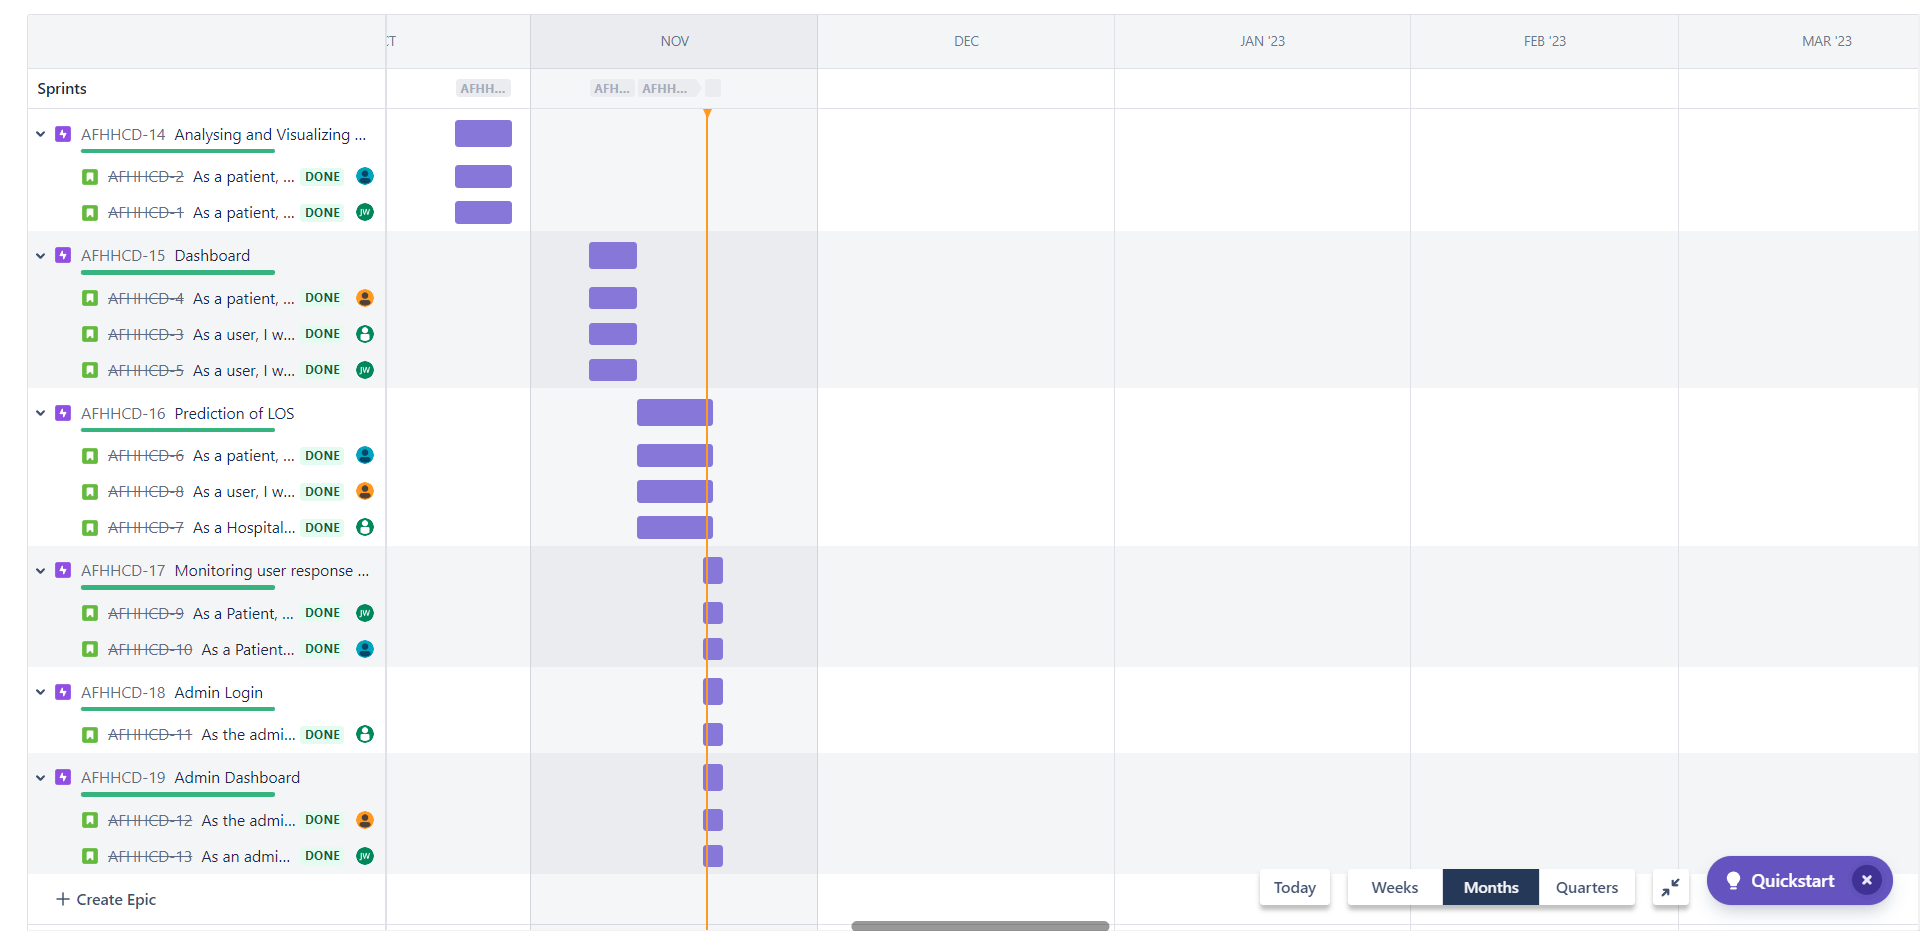 CT NOV DEC JAN '23 FEB '23 MAR '23
Sprints AFHH... AFH... AFHH...
AFHHCD-14 Analysing and Visualizing ...
AFHHCD-2 As a patient, ... DONE
AFHHCD-1 As a patient, ... DONE JW
AFHHCD-15 Dashboard
AFHHCD-4 As a patient, ... DONE
AFHHCD-3 As a user, I w... DONE
AFHHCD-5 As a user, I w... DONE JW
AFHHCD-16 Prediction of LOS
AFHHCD-6 As a patient, ... DONE
AFHHCD-8 As a user, I w... DONE
AFHHCD-7 As a Hospital... DONE
AFHHCD-17 Monitoring user response ...
AFHHCD-9 As a Patient, ... DONE JW
AFHHCD-10 As a Patient... DONE
AFHHCD-18 Admin Login
AFHHCD-11 As the admi... DONE
AFHHCD-19 Admin Dashboard
AFHHCD-12 As the admi... DONE
AFHHCD-13 As an admi... DONE JW
Today Weeks Months Quarters Quickstart
+ Create Epic